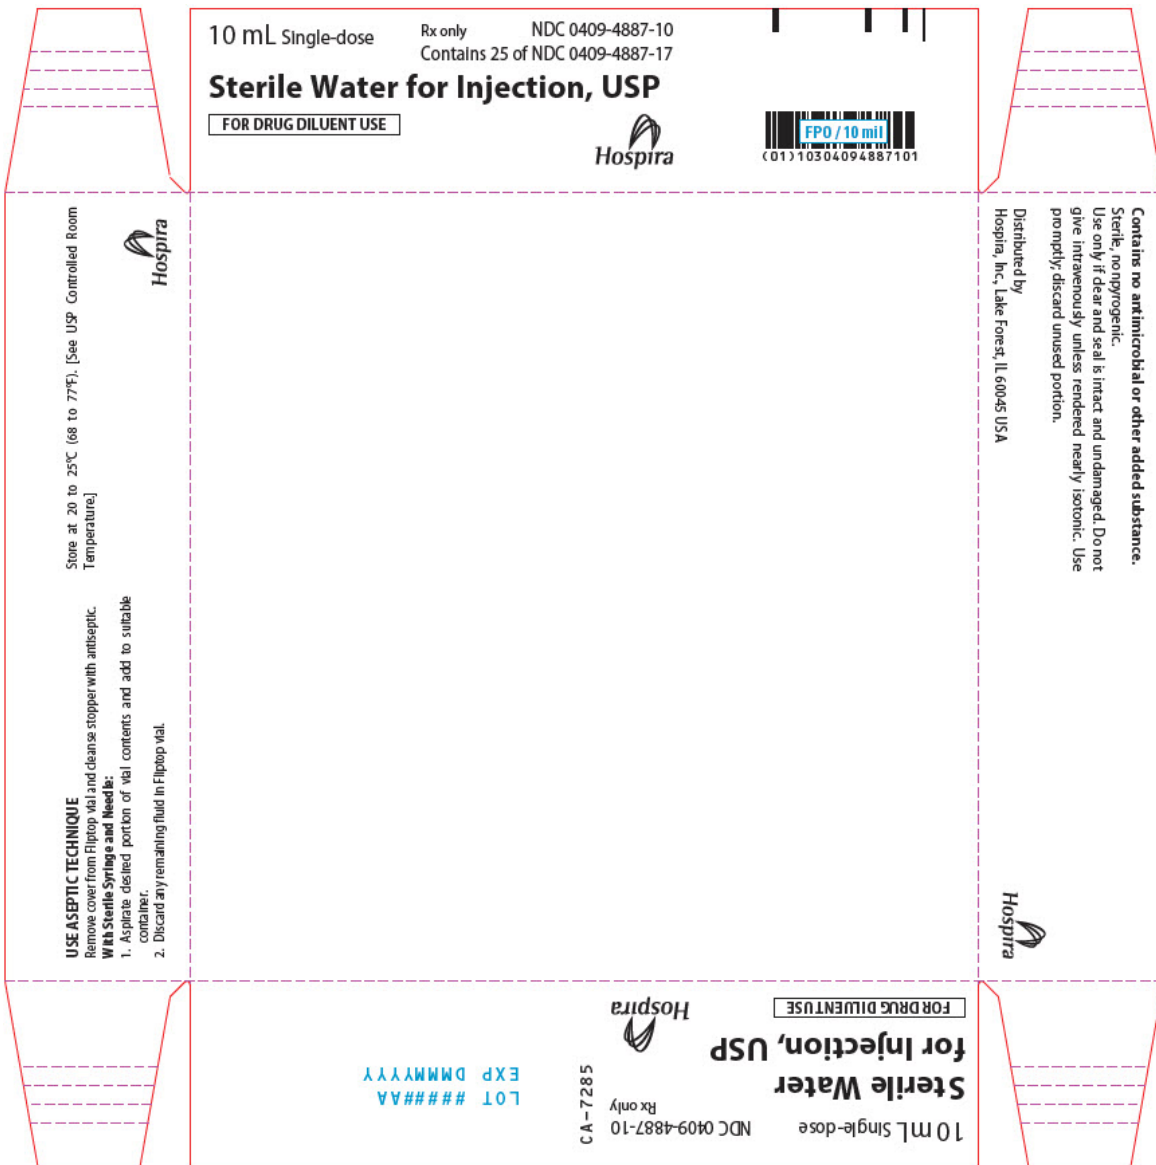 10 mL Single-dose
Rx only
NDC 0409-4887-10
Contains 25 of NDC 0409-4887-17
Sterile Water for Injection, USP
FOR DRUG DILUENT USE
Hospira
FPO / 10 mil
(01)10304094887101
Contains no antimicrobial or other added substance.
Sterile, nonpyrogenic.
Use only if clear and seal is intact and undamaged. Do not
give intravenously unless rendered nearly isotonic. Use
promptly; discard unused portion.
Distributed by
Hospira, Inc., Lake Forest, IL 60045 USA
Hospira
USE ASEPTIC TECHNIQUE
Remove cover from Fliptop vial and cleanse stopper with antiseptic.
With Sterile Syringe and Needle:
1. Aspirate desired portion of vial contents and add to suitable
container.
2. Discard any remaining fluid in Fliptop vial.
Store at 20 to 25°C (68 to 77°F). [See USP Controlled Room
Temperature.]
Hospira
10 mL Single-dose
NDC 0409-4887-10
Rx only
Sterile Water
for Injection, USP
FOR DRUG DILUENT USE
Hospira
CA-7285
LOT ######AA
EXP DMMMYYYY